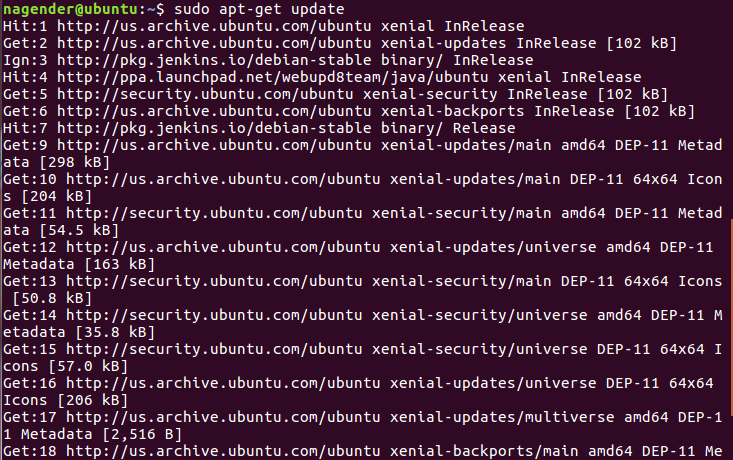 nagender@ubuntu:~$ sudo apt-get update
Hit:1 http://us.archive.ubuntu.com/ubuntu xenial InRelease
Get:2 http://us.archive.ubuntu.com/ubuntu xenial-updates InRelease [102 kB]
Ign:3 http://pkg.jenkins.io/debian-stable binary/ InRelease
Hit:4 http://ppa.launchpad.net/webupd8team/java/ubuntu xenial InRelease
Get:5 http://security.ubuntu.com/ubuntu xenial-security InRelease [102 kB]
Get:6 http://us.archive.ubuntu.com/ubuntu xenial-backports InRelease [102 kB]
Hit:7 http://pkg.jenkins.io/debian-stable binary/ Release
Get:9 http://us.archive.ubuntu.com/ubuntu xenial-updates/main amd64 DEP-11 Metad
ata [298 kB]
Get:10 http://us.archive.ubuntu.com/ubuntu xenial-updates/main DEP-11 64x64 Icon
s [204 kB]
Get:11 http://security.ubuntu.com/ubuntu xenial-security/main amd64 DEP-11 Metad
ata [54.5 kB]
Get:12 http://us.archive.ubuntu.com/ubuntu xenial-updates/universe amd64 DEP-11
Metadata [163 kB]
Get:13 http://security.ubuntu.com/ubuntu xenial-security/main DEP-11 64x64 Icons
 [50.8 kB]
Get:14 http://security.ubuntu.com/ubuntu xenial-security/universe amd64 DEP-11 M
etadata [35.8 kB]
Get:15 http://security.ubuntu.com/ubuntu xenial-security/universe DEP-11 64x64 I
cons [57.0 kB]
Get:16 http://us.archive.ubuntu.com/ubuntu xenial-updates/universe DEP-11 64x64
Icons [206 kB]
Get:17 http://us.archive.ubuntu.com/ubuntu xenial-updates/multiverse amd64 DEP-1
1 Metadata [2,516 B]
Get:18 http://us.archive.ubuntu.com/ubuntu xenial-backports/main amd64 DEP-11 Me